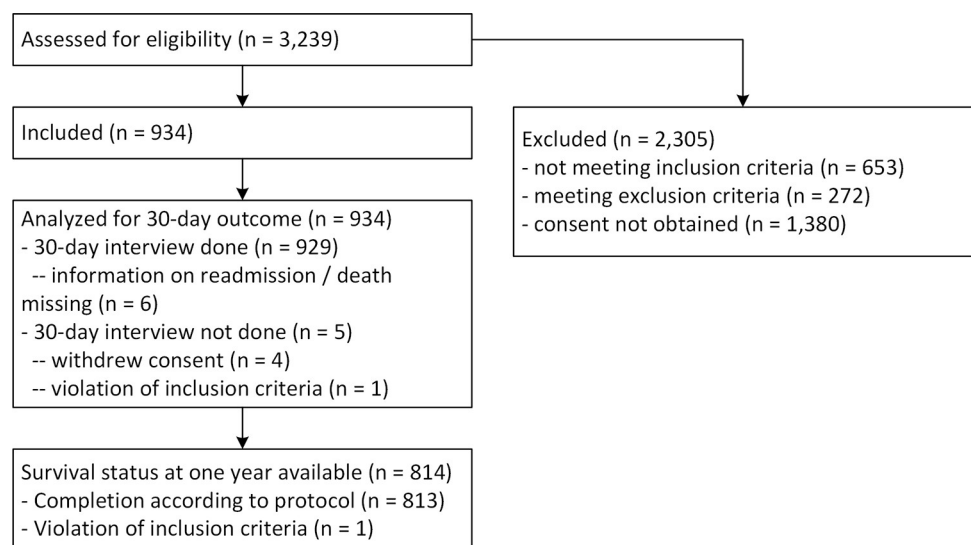 Assessed for eligibility (n = 3,239)
Included (n = 934)
Excluded (n = 2,305)
- not meeting inclusion criteria (n = 653)
- meeting exclusion criteria (n = 272)
- consent not obtained (n = 1,380)
Analyzed for 30-day outcome (n = 934)
- 30-day interview done (n = 929)
-- information on readmission / death
missing (n = 6)
- 30-day interview not done (n = 5)
-- withdrew consent (n = 4)
-- violation of inclusion criteria (n = 1)
Survival status at one year available (n = 814)
- Completion according to protocol (n = 813)
- Violation of inclusion criteria (n = 1)